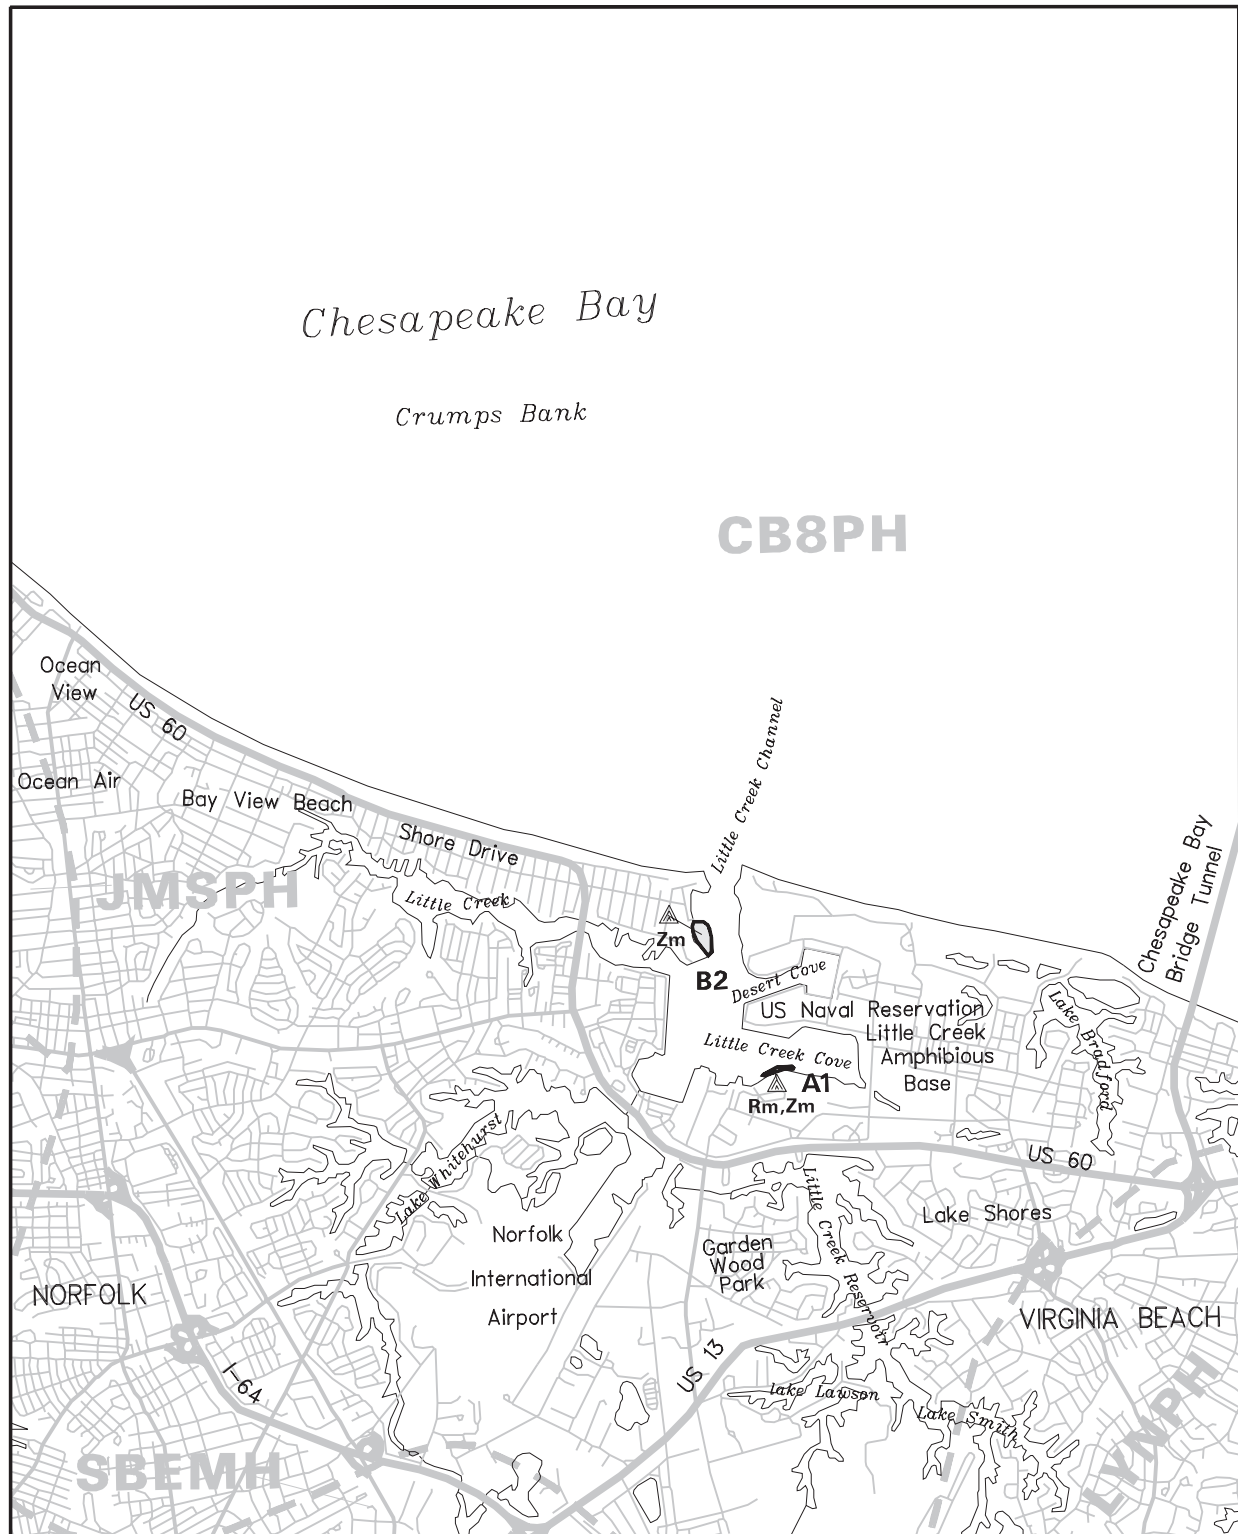 Chesapeake Bay
Crumps Bank
CB8PH
Ocean
View
US 60
Little Creek Channel
Ocean Air
Bay View Beach
Shore Drive
Chesapeake Bay
Bridge Tunnel
JMSPH
Little Creek
Zm
B2
Desert Cove
US Naval Reservation
Little Creek
Amphibious
Base
Lake Bradford
Little Creek Cove
A1
Rm,Zm
Lake Whitehurst
US 60
Little Creek Reservoir
Lake Shores
Norfolk
International
Airport
Garden
Wood
Park
NORFOLK
VIRGINIA BEACH
I-64
US 13
lake Lawson
Lake Smith
SBEMH
LYNPH